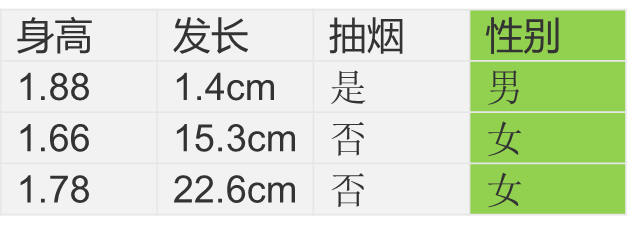 身高 发长 抽烟 性别
1.88 1.4cm 是 男
1.66 15.3cm 否 女
1.78 22.6cm 否 女